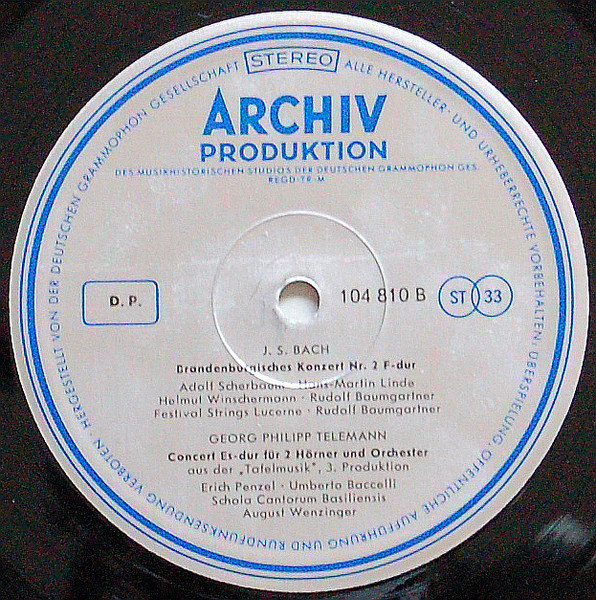 HERGESTELLT VON DER DEUTSCHEN GRAMMOPHON GESELLSCHAFT STEREO ALLE HERSTELLER- UND URHEBERRECHTE VORBEHALTEN, ÜBERSPIELUNG, ÖFFENTLICHE AUFFÜHRUNG UND RUNDFUNKSENDUNG VERBOTEN·
ARCHIV
PRODUKTION
DES MUSIKHISTORISCHEN STUDIOS DER DEUTSCHEN GRAMMOPHON GES.
REGD-TR-M
D. P.
104 810 B
ST 33
J. S. BACH
Brandenburgisches Konzert Nr. 2 F-dur
Adolf Scherbaum · Hans-Martin Linde
Helmut Winschermann · Rudolf Baumgartner
Festival Strings Lucerne · Rudolf Baumgartner
GEORG PHILIPP TELEMANN
Concert Es-dur für 2 Hörner und Orchester
aus der „Tafelmusik", 3. Produktion
Erich Penzel · Umberto Baccelli
Schola Cantorum Basiliensis
August Wenzinger